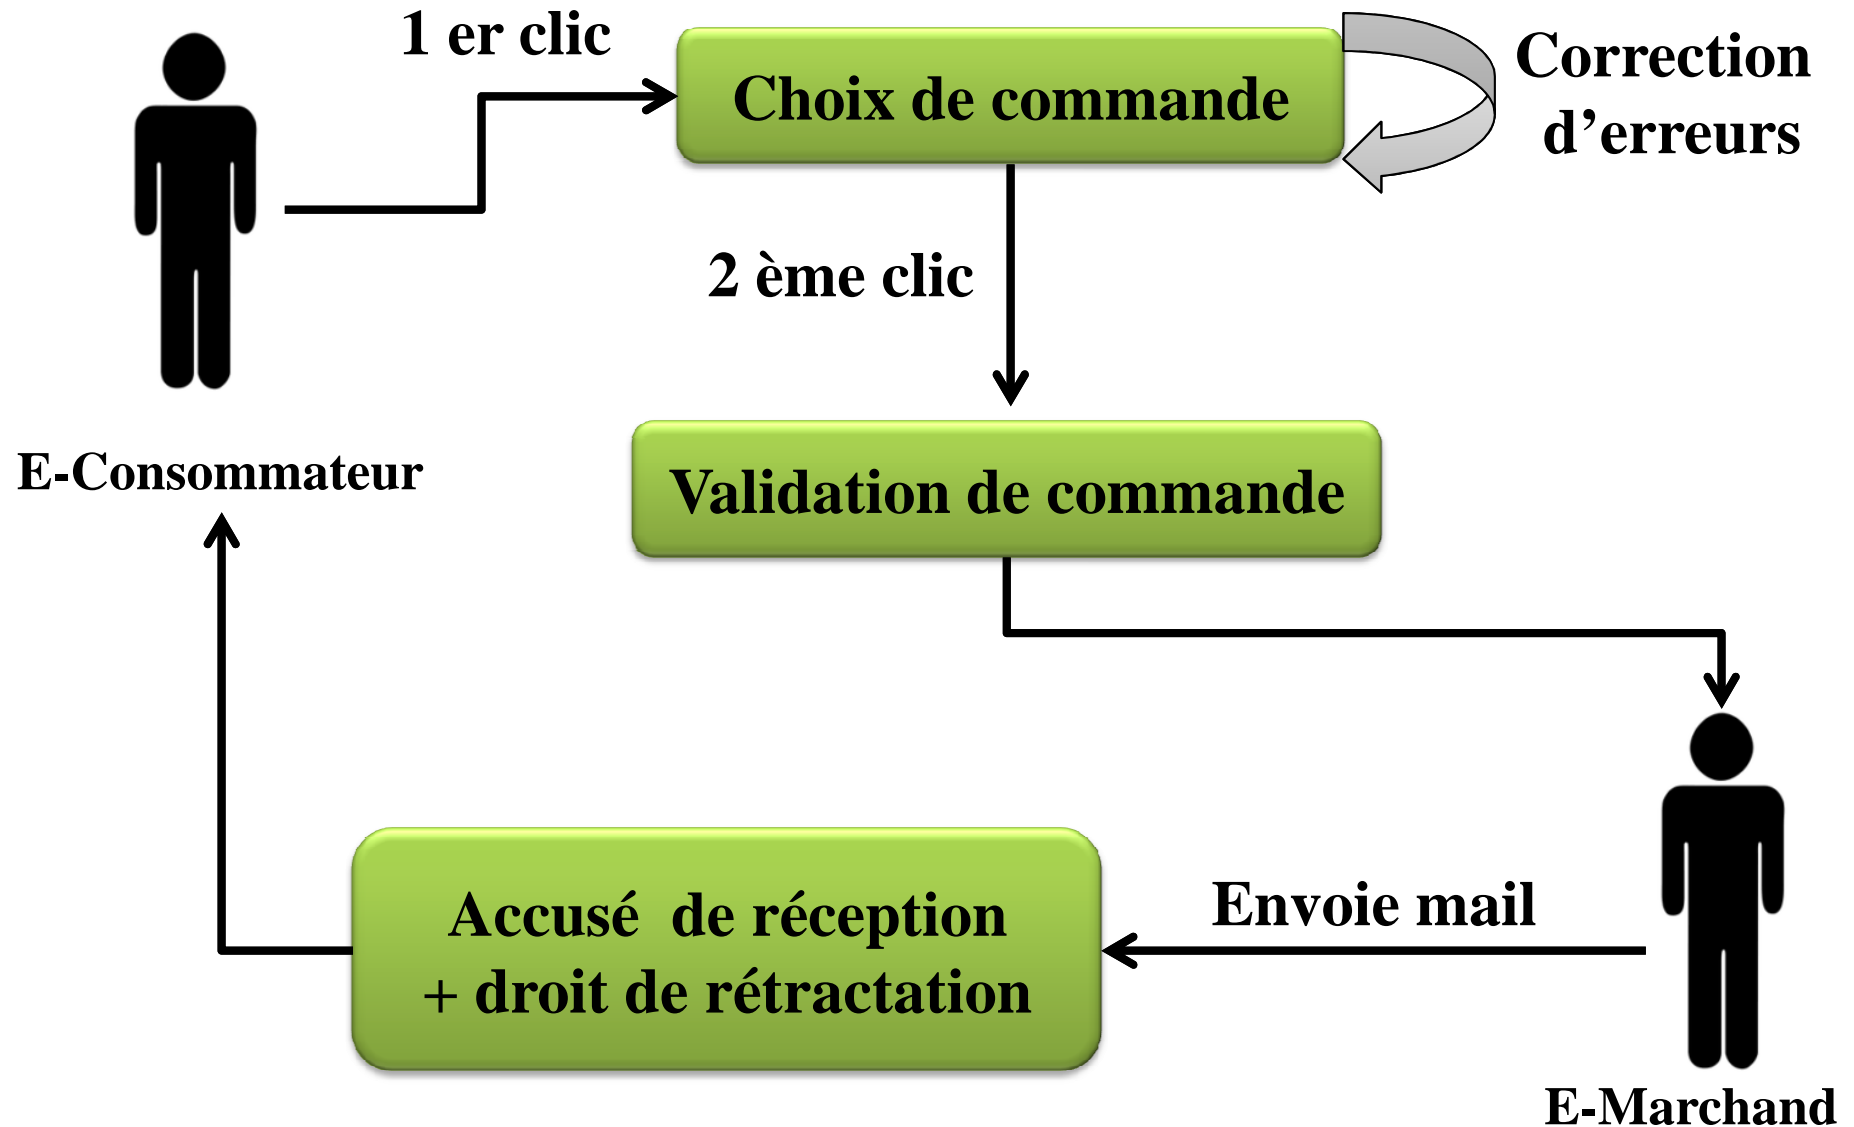 1 er clic
Choix de commande
Correction
d’erreurs
2 ème clic
E-Consommateur
Validation de commande
Accusé  de réception
+ droit de rétractation
Envoie mail
E-Marchand